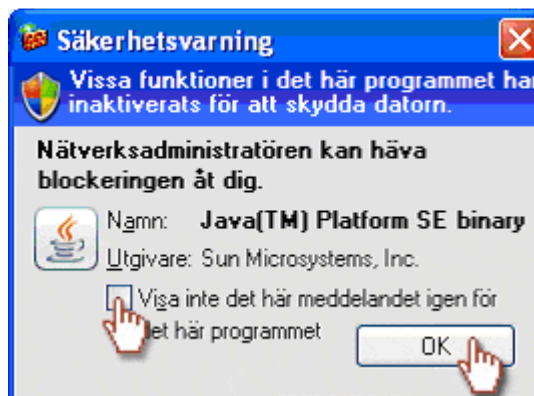 Säkerhetsvarning
Vissa funktioner i det här programmet har
inaktiverats för att skydda datorn.
Nätverksadministratören kan häva
blockeringen åt dig.
Namn: Java(TM) Platform SE binary
Utgivare: Sun Microsystems, Inc.
Visa inte det här meddelandet igen för
det här programmet
OK